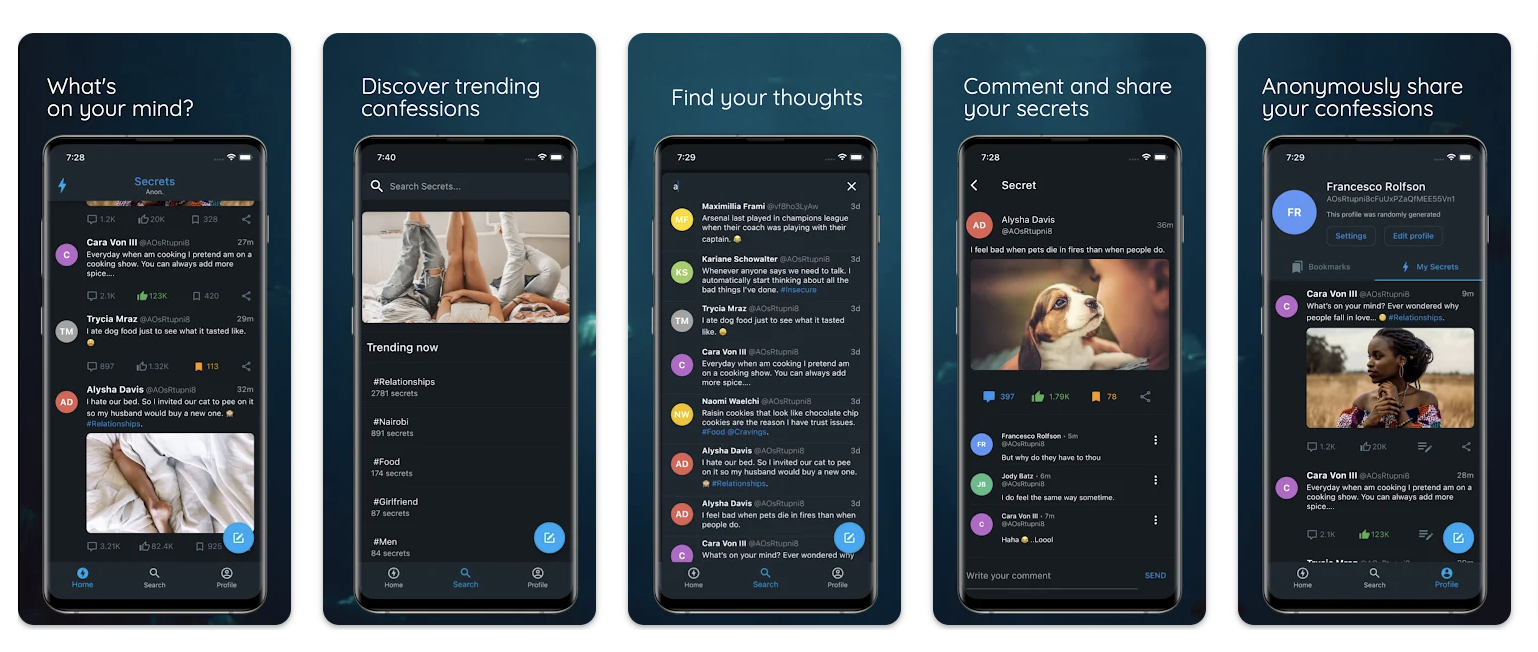 What's
on your mind?
7:28
Secrets
Anon.
1.2K 20K 328
Cara Von III @AOsRtupni8 27m
Everyday when am cooking I pretend am on a
cooking show. You can always add more
spice....
2.1K 123K 420
Trycia Mraz @AOsRtupni8 29m
TM
I ate dog food just to see what it tasted like.
897 1.32K 113
Alysha Davis @AOsRtupni8 32m
AD
I hate our bed. So I invited our cat to pee on it
so my husband would buy a new one.
#Relationships.
3.21K 82.4K 925
Home Search Profile
Discover trending
confessions
7:40
Search Secrets...
Trending now
#Relationships
2781 secrets
#Nairobi
891 secrets
#Food
174 secrets
#Girlfriend
87 secrets
#Men
84 secrets
Home Search Profile
Find your thoughts
7:29
a
Maximillia Frami @vf8ho3LyAw 3d
MF
Arsenal last played in champions league
when their coach was playing with their
captain.
Kariane Schowalter @AOsRtupni8 3d
KS
Whenever anyone says we need to talk. I
automatically start thinking about all the
bad things I've done. #Insecure
Trycia Mraz @AOsRtupni8 3d
TM
I ate dog food just to see what it tasted
like.
Cara Von III @AOsRtupni8 3d
C
Everyday when am cooking I pretend am
on a cooking show. You can always add
more spice....
Naomi Waelchi @AOsRtupni8 3d
NW
Raisin cookies that look like chocolate chip
cookies are the reason I have trust issues.
#Food @Cravings.
Alysha Davis @AOsRtupni8 3d
AD
I hate our bed. So I invited our cat to pee
on it so my husband would buy a new one.
#Relationships.
Alysha Davis @AOsRtupni8 3d
AD
I feel bad when pets die in fires than when
people do.
Cara Von III @AOsRtupni8
C
What's on your mind? Ever wondered why
Home Search Profile
Comment and share
your secrets
7:28
Secret
AD
Alysha Davis
@AOsRtupni8 36m
I feel bad when pets die in fires than when people do.
397 1.79K 78
Francesco Rolfson - 5m
FR
@AOsRtupni8
But why do they have to thou
Jody Batz - 6m
JB
@AOsRtupni8
I do feel the same way sometime.
Cara Von III - 7m
C
@AOsRtupni8
Haha ..Loool
Write your comment SEND
Anonymously share
your confessions
7:29
FR
Francesco Rolfson
AOsRtupni8cFuUxPZaQfMEE55Vn1
This profile was randomly generated
Settings Edit profile
Bookmarks My Secrets
Cara Von III @AOsRtupni8 9m
C
What's on your mind? Ever wondered why
people fall in love... #Relationships.
1.2K 20K
Cara Von III @AOsRtupni8 28m
C
Everyday when am cooking I pretend am on a
cooking show. You can always add more
spice....
2.1K 123K
Home Search Profile